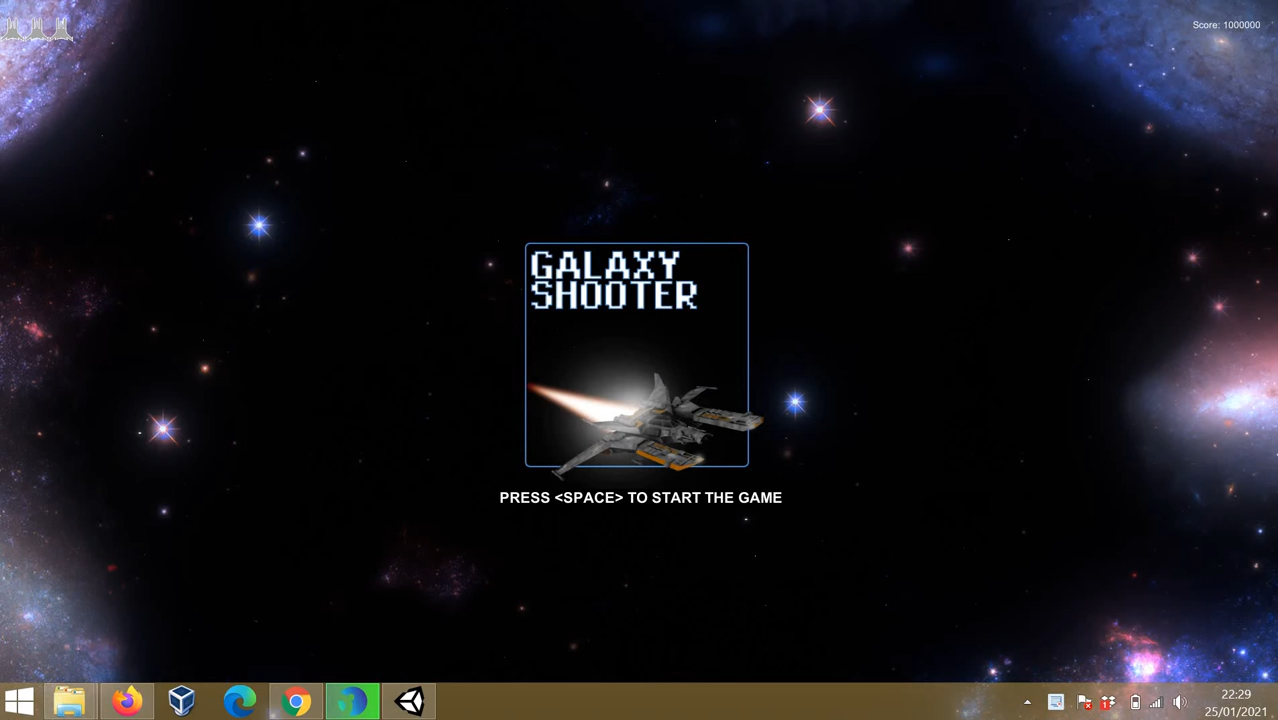 Score: 1000000
GALAXY
SHOOTER
PRESS <SPACE> TO START THE GAME
22:29
25/01/2021